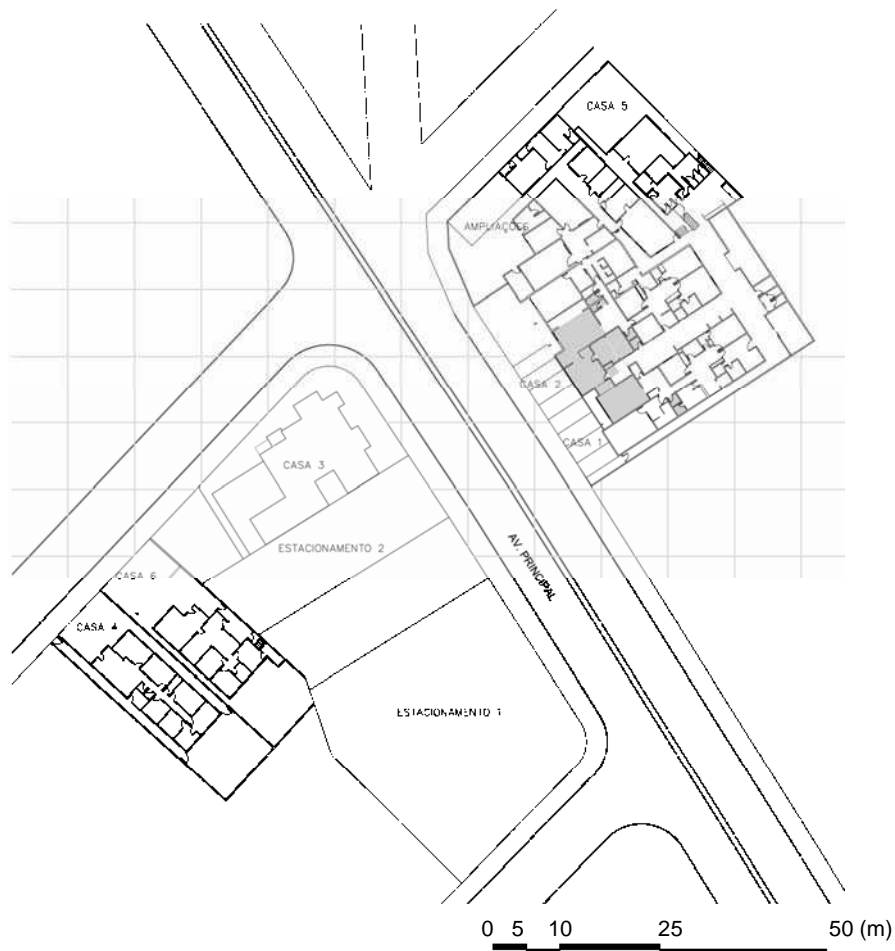 CASA 5
AMPLIAÇÕES
CASA 2
CASA 1
CASA 3
ESTACIONAMENTO 2
AV. PRINCIPAL
CASA 6
CASA 4
ESTACIONAMENTO 1
0 5 10 25 50 (m)